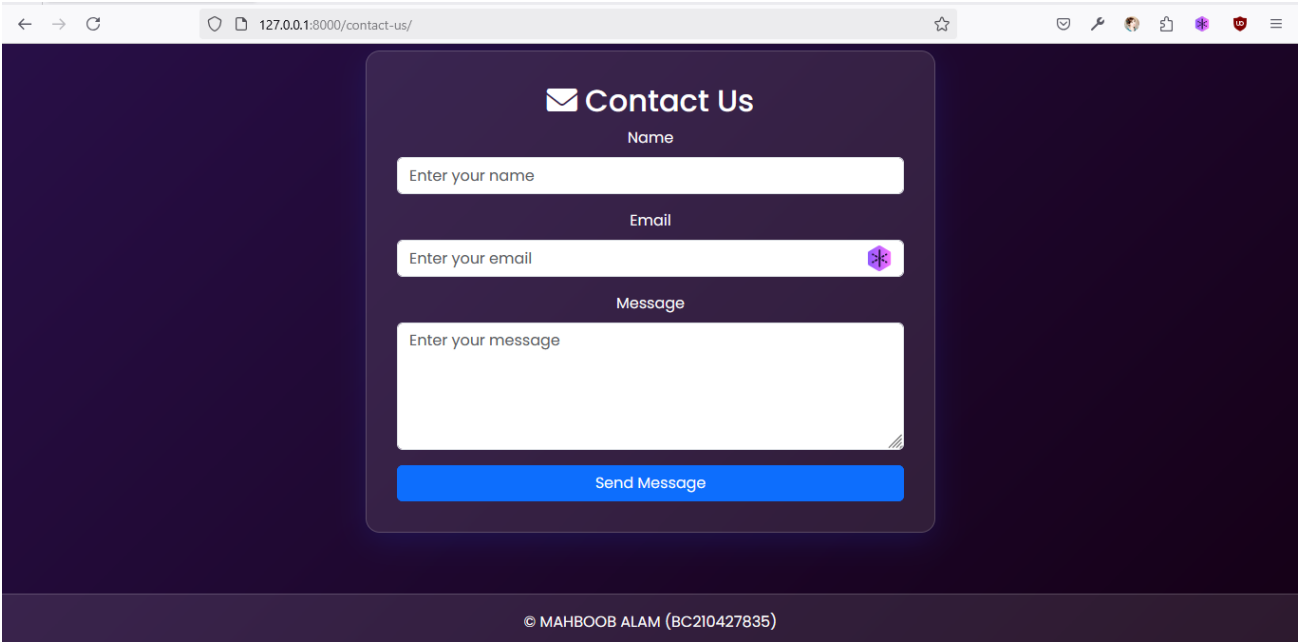 127.0.0.1:8000/contact-us/
Contact Us
Name
Enter your name
Email
Enter your email
Message
Enter your message
Send Message
© MAHBOOB ALAM (BC210427835)